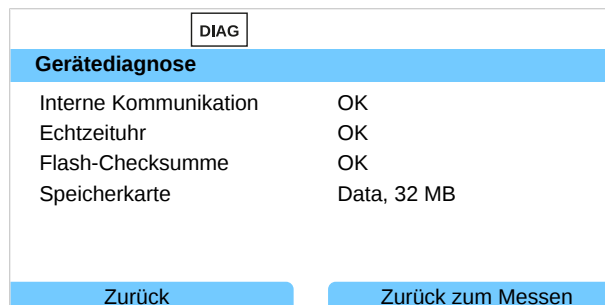 DIAG
Gerätediagnose
Interne Kommunikation OK
Echtzeituhr OK
Flash-Checksumme OK
Speicherkarte Data, 32 MB
Zurück Zurück zum Messen